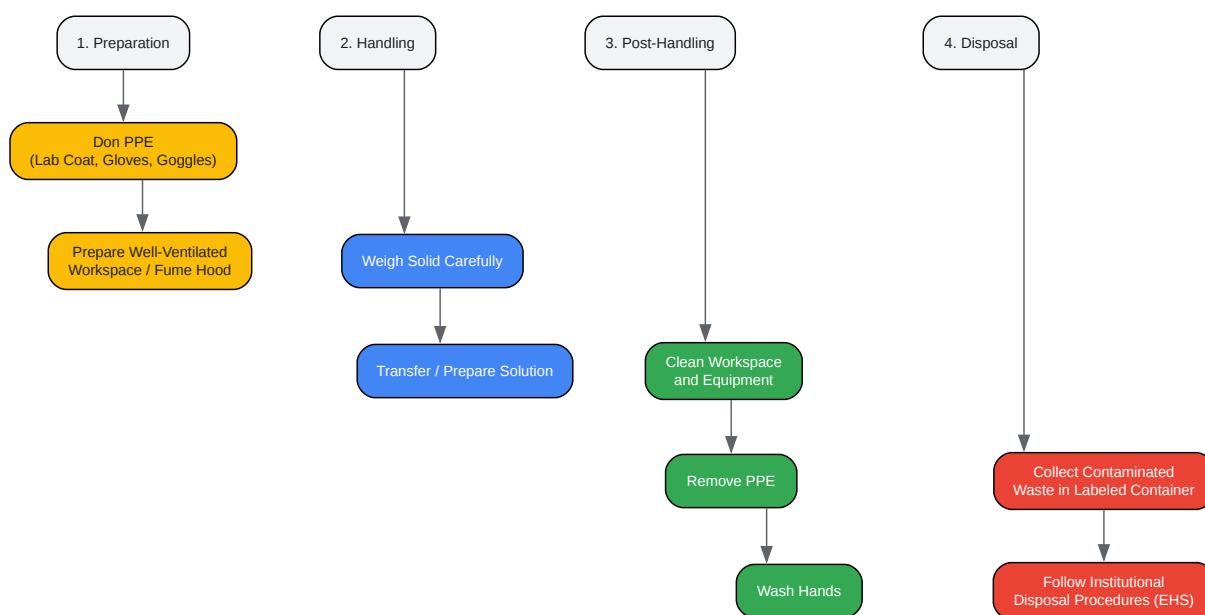 1. Preparation
2. Handling
3. Post-Handling
4. Disposal
Don PPE
(Lab Coat, Gloves, Goggles)
Prepare Well-Ventilated
Workspace / Fume Hood
Weigh Solid Carefully
Transfer / Prepare Solution
Clean Workspace
and Equipment
Remove PPE
Wash Hands
Collect Contaminated
Waste in Labeled Container
Follow Institutional
Disposal Procedures (EHS)